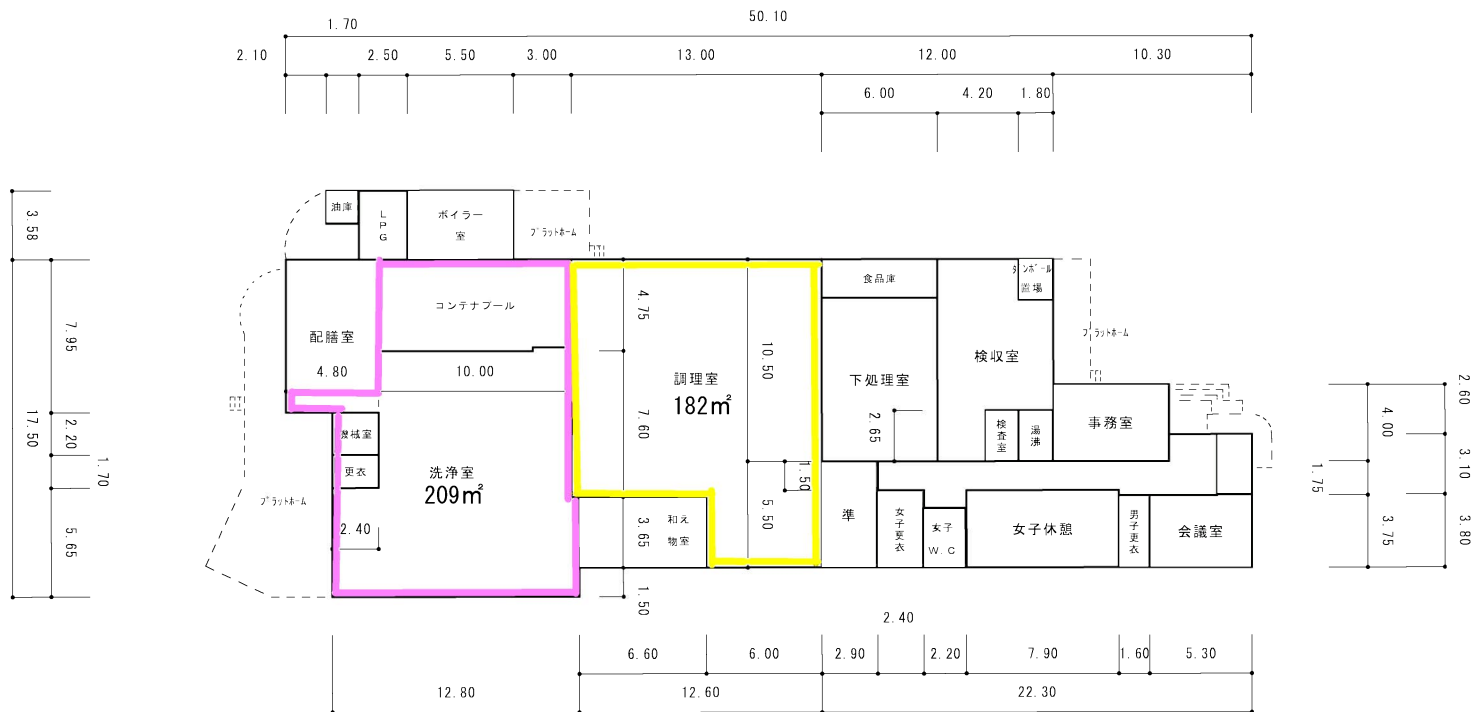 50.10
1.70
2.10
2.50
5.50
3.00
13.00
12.00
10.30
6.00
4.20
1.80
3.58
油庫
LPG
ボイラー
室
プラットホーム
食品庫
ダンボール
置場
コンテナプール
4.75
7.95
配膳室
プラットホーム
10.50
検収室
4.80
10.00
調理室
182㎡
下処理室
2.60
17.50
2.20
7.60
2.65
検査室
湯沸
事務室
4.00
機械室
更衣
1.70
洗浄室
209㎡
1.50
3.10
1.75
プラットホーム
5.65
2.40
3.65
和え
物室
5.50
準
女子更衣
女子
W.C
女子休憩
男子更衣
会議室
3.75
3.80
1.50
2.40
6.60
6.00
2.90
2.20
7.90
1.60
5.30
12.80
12.60
22.30